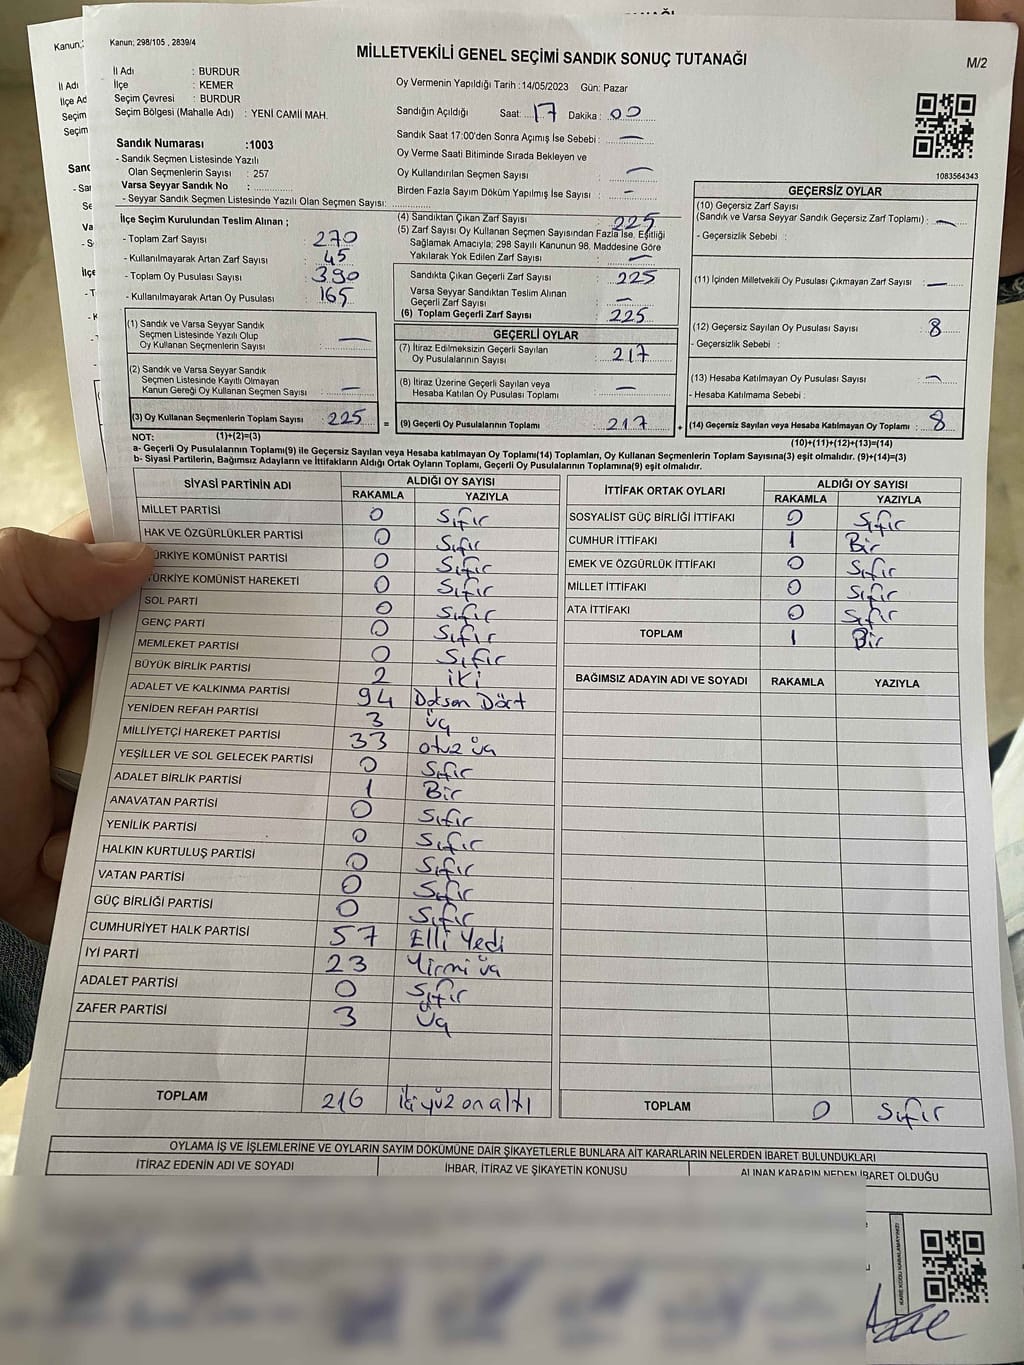 Kanun; 298/105 , 2839/4
MİLLETVEKİLİ GENEL SEÇİMİ SANDIK SONUÇ TUTANAĞI
M/2
İl Adı : BURDUR
İlçe : KEMER
Seçim Çevresi : BURDUR
Seçim Bölgesi (Mahalle Adı) : YENİ CAMİİ MAH.
Oy Vermenin Yapıldığı Tarih : 14/05/2023 Gün: Pazar
Sandığın Açıldığı Saat: 17 Dakika : 00
Sandık Saat 17:00'den Sonra Açımış İse Sebebi : —
Oy Verme Saati Bitiminde Sırada Bekleyen ve
Oy Kullandırılan Seçmen Sayısı : —
Birden Fazla Sayım Döküm Yapılmış İse Sayısı : -
1083564343
Sandık Numarası :1003
- Sandık Seçmen Listesinde Yazılı
Olan Seçmenlerin Sayısı : 257
Varsa Seyyar Sandık No :
- Seyyar Sandık Seçmen Listesinde Yazılı Olan Seçmen Sayısı:
İlçe Seçim Kurulundan Teslim Alınan ;
- Toplam Zarf Sayısı : 270
- Kullanılmayarak Artan Zarf Sayısı : 45
- Toplam Oy Pusulası Sayısı : 390
- Kullanılmayarak Artan Oy Pusulası : 165
(1) Sandık ve Varsa Seyyar Sandık
Seçmen Listesinde Yazılı Olup
Oy Kullanan Seçmenlerin Sayısı : —
(2) Sandık ve Varsa Seyyar Sandık
Seçmen Listesinde Kayıtlı Olmayan
Kanun Gereği Oy Kullanan Seçmen Sayısı : —
(3) Oy Kullanan Seçmenlerin Toplam Sayısı : 225
(1)+(2)=(3)
(4) Sandıktan Çıkan Zarf Sayısı : 225
(5) Zarf Sayısı Oy Kullanan Seçmen Sayısından Fazla İse, Eşitliği
Sağlamak Amacıyla; 298 Sayılı Kanunun 98. Maddesine Göre
Yakılarak Yok Edilen Zarf Sayısı : —
Sandıkta Çıkan Geçerli Zarf Sayısı : 225
Varsa Seyyar Sandıktan Teslim Alınan
Geçerli Zarf Sayısı : —
(6) Toplam Geçerli Zarf Sayısı : 225
GEÇERLİ OYLAR
(7) İtiraz Edilmeksizin Geçerli Sayılan
Oy Pusulalarının Sayısı : 217
(8) İtiraz Üzerine Geçerli Sayılan veya
Hesaba Katılan Oy Pusulası Toplamı : —
= (9) Geçerli Oy Pusulalarının Toplamı : 217 +
GEÇERSİZ OYLAR
(10) Geçersiz Zarf Sayısı
(Sandık ve Varsa Seyyar Sandık Geçersiz Zarf Toplamı) : —
- Geçersizlik Sebebi :
(11) İçinden Milletvekili Oy Pusulası Çıkmayan Zarf Sayısı : —
(12) Geçersiz Sayılan Oy Pusulası Sayısı : 8
- Geçersizlik Sebebi :
(13) Hesaba Katılmayan Oy Pusulası Sayısı : —
- Hesaba Katılmama Sebebi :
(14) Geçersiz Sayılan veya Hesaba Katılmayan Oy Toplamı : 8
(10)+(11)+(12)+(13)=(14)
NOT:
a- Geçerli Oy Pusulalarının Toplamı(9) ile Geçersiz Sayılan veya Hesaba katılmayan Oy Toplamı(14) Toplamları, Oy Kullanan Seçmenlerin Toplam Sayısına(3) eşit olmalıdır. (9)+(14)=(3)
b- Siyasi Partilerin, Bağımsız Adayların ve İttifakların Aldığı Ortak Oyların Toplamı, Geçerli Oy Pusulalarının Toplamına(9) eşit olmalıdır.
SİYASİ PARTİNİN ADI ALDIĞI OY SAYISI
RAKAMLA YAZIYLA
MİLLET PARTİSİ 0 Sıfır
HAK VE ÖZGÜRLÜKLER PARTİSİ 0 Sıfır
TÜRKİYE KOMÜNİST PARTİSİ 0 Sıfır
TÜRKİYE KOMÜNİST HAREKETİ 0 Sıfır
SOL PARTİ 0 Sıfır
GENÇ PARTİ 0 Sıfır
MEMLEKET PARTİSİ 0 Sıfır
BÜYÜK BİRLİK PARTİSİ 2 iki
ADALET VE KALKINMA PARTİSİ 94 Doksan Dört
YENİDEN REFAH PARTİSİ 3 üç
MİLLİYETÇİ HAREKET PARTİSİ 33 otuz üç
YEŞİLLER VE SOL GELECEK PARTİSİ 0 Sıfır
ADALET BİRLİK PARTİSİ 1 Bir
ANAVATAN PARTİSİ 0 Sıfır
YENİLİK PARTİSİ 0 Sıfır
HALKIN KURTULUŞ PARTİSİ 0 Sıfır
VATAN PARTİSİ 0 Sıfır
GÜÇ BİRLİĞİ PARTİSİ 0 Sıfır
CUMHURİYET HALK PARTİSİ 57 Elli Yedi
İYİ PARTİ 23 Yirmi üç
ADALET PARTİSİ 0 Sıfır
ZAFER PARTİSİ 3 Üç
TOPLAM 216 iki yüz on altı
İTTİFAK ORTAK OYLARI ALDIĞI OY SAYISI
RAKAMLA YAZIYLA
SOSYALİST GÜÇ BİRLİĞİ İTTİFAKI 0 Sıfır
CUMHUR İTTİFAKI 1 Bir
EMEK VE ÖZGÜRLÜK İTTİFAKI 0 Sıfır
MİLLET İTTİFAKI 0 Sıfır
ATA İTTİFAKI 0 Sıfır
TOPLAM 1 Bir
BAĞIMSIZ ADAYIN ADI VE SOYADI RAKAMLA YAZIYLA
TOPLAM 0 Sıfır
OYLAMA İŞ VE İŞLEMLERİNE VE OYLARIN SAYIM DÖKÜMÜNE DAİR ŞİKAYETLERLE BUNLARA AİT KARARLARIN NELERDEN İBARET BULUNDUKLARI
İTİRAZ EDENİN ADI VE SOYADI İHBAR, İTİRAZ VE ŞİKAYETİN KONUSU ALINAN KARARIN NEDEN İBARET OLDUĞU